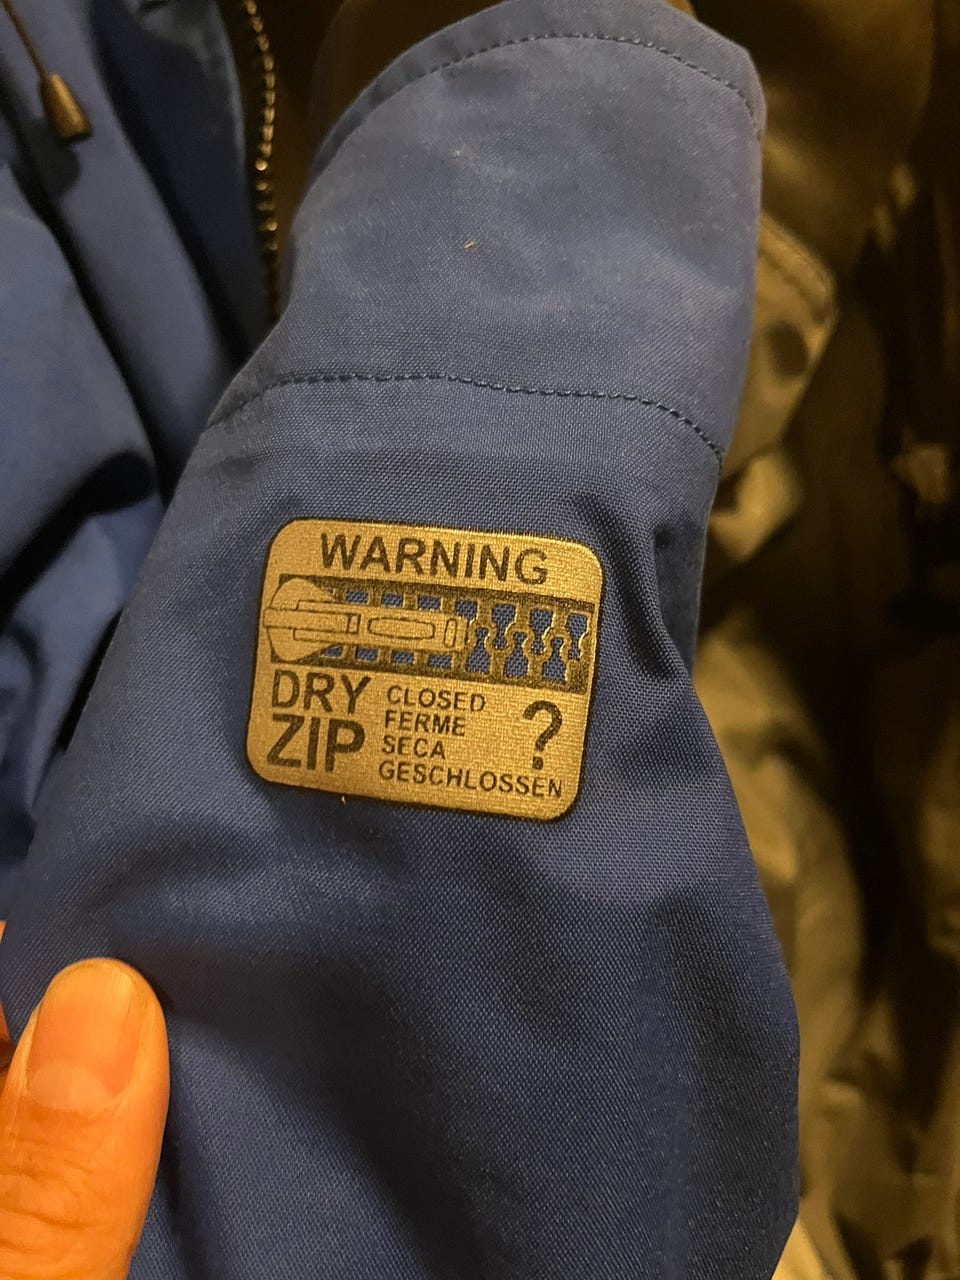 WARNING
DRY
ZIP
CLOSED
FERME
SECA
GESCHLOSSEN
?